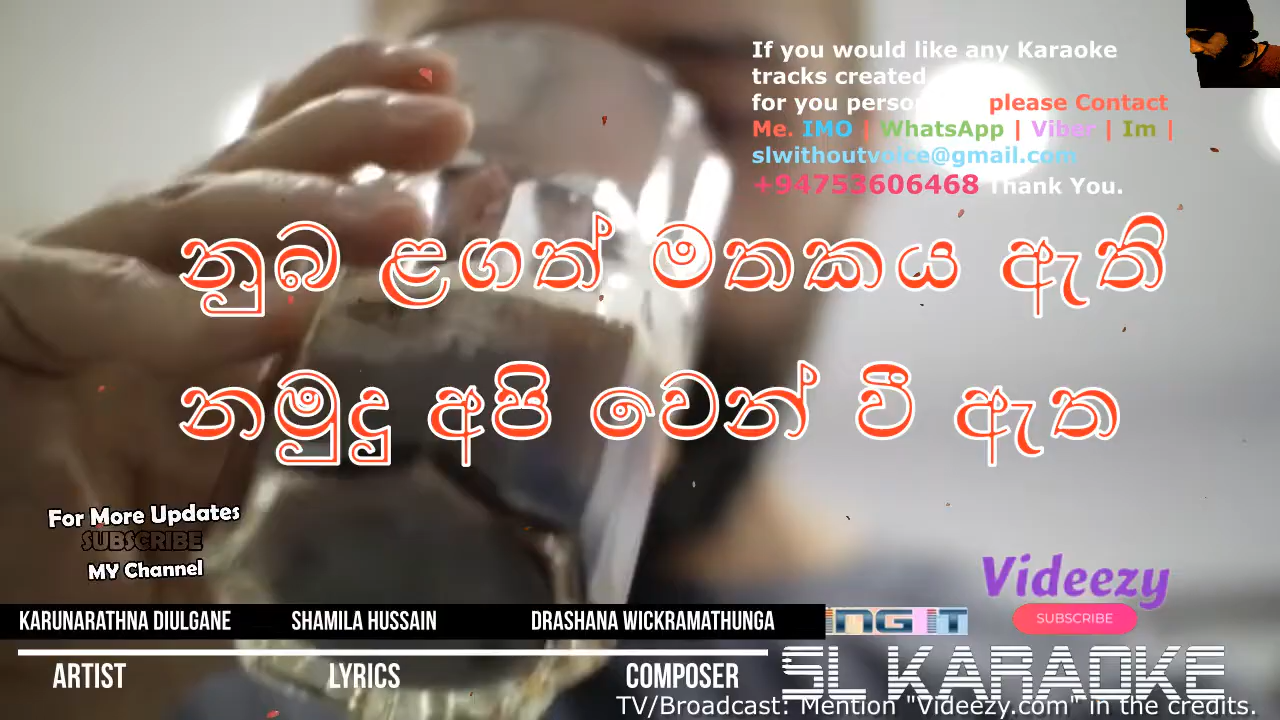 If you would like any Karaoke
tracks created
for you please Contact
Me. IMO | WhatsApp | Viber | Im |
slwithoutvoice@gmail.com
+94753606468 Thank You.
නුබ ළගත් මතකය ඇති
නමුදු අපි වෙන් වී ඇත
For More Updates
SUBSCRIBE
MY Channel
Videezy
SUBSCRIBE
KARUNARATHNA DIULGANE SHAMILA HUSSAIN DRASHANA WICKRAMATHUNGA
ARTIST LYRICS COMPOSER
SL KARAOKE
TV/Broadcast: Mention "Videezy.com" in the credits.